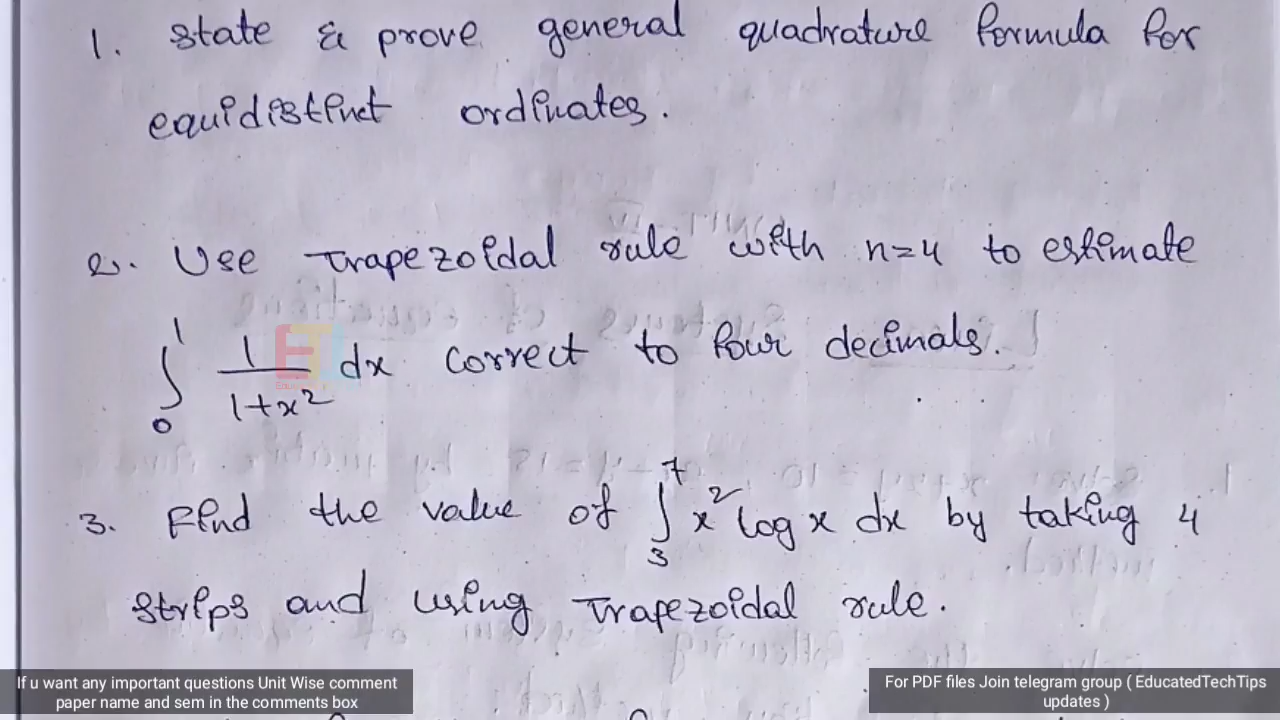 1. State & prove general quadrature formula for
equidistinct ordinates.
2. Use Trapezoidal rule with n=4 to estimate
∫₀¹ 1/(1+x²) dx correct to four decimals.
3. Find the value of ∫₃⁷ x² log x dx by taking 4
strips and using Trapezoidal rule.
If u want any important questions Unit Wise comment
paper name and sem in the comments box
For PDF files Join telegram group ( EducatedTechTips
updates )